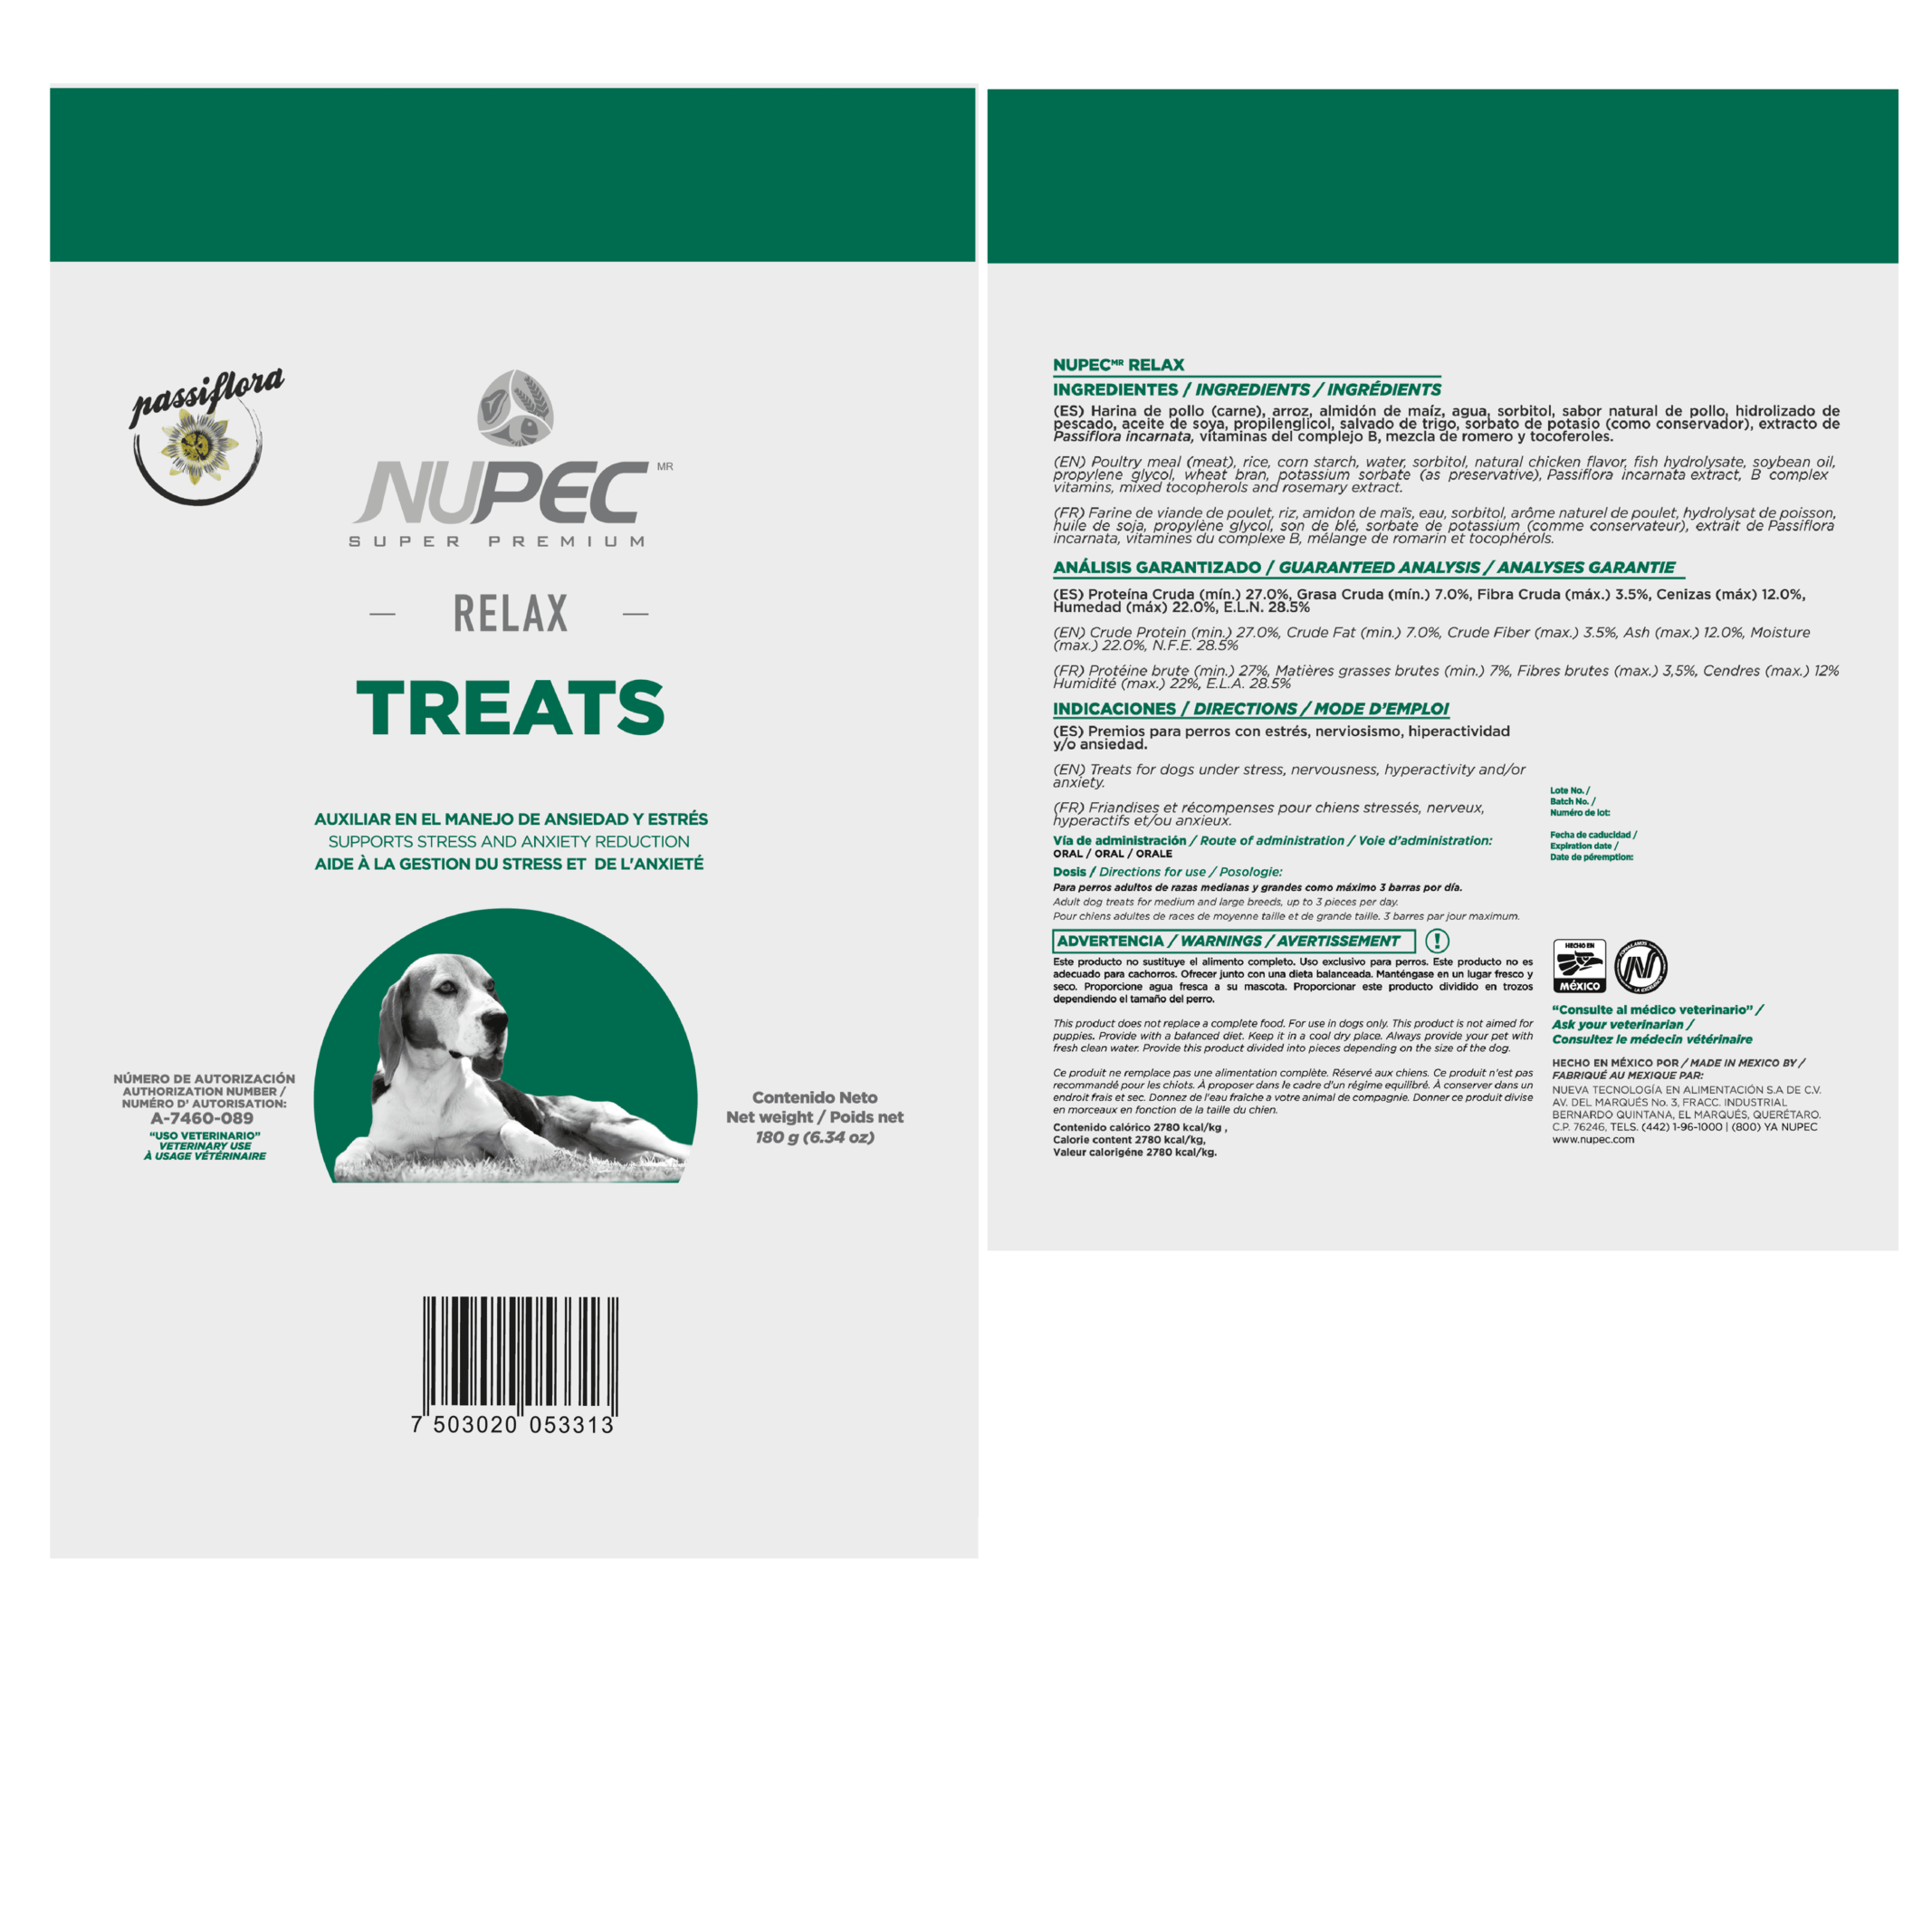 passiflora
NUPEC MR
SUPER PREMIUM
RELAX
TREATS
AUXILIAR EN EL MANEJO DE ANSIEDAD Y ESTRÉS
SUPPORTS STRESS AND ANXIETY REDUCTION
AIDE À LA GESTION DU STRESS ET DE L'ANXIETÉ
NÚMERO DE AUTORIZACIÓN
AUTHORIZATION NUMBER /
NUMÉRO D' AUTORISATION:
A-7460-089
"USO VETERINARIO"
VETERINARY USE
À USAGE VÉTÉRINAIRE
Contenido Neto
Net weight / Poids net
180 g (6.34 oz)
7 503020 053313
NUPECMR RELAX
INGREDIENTES / INGREDIENTS / INGRÉDIENTS
(ES) Harina de pollo (carne), arroz, almidón de maíz, agua, sorbitol, sabor natural de pollo, hidrolizado de
pescado, aceite de soya, propilenglicol, salvado de trigo, sorbato de potasio (como conservador), extracto de
Passiflora incarnata, vitaminas del complejo B, mezcla de romero y tocoferoles.
(EN) Poultry meal (meat), rice, corn starch, water, sorbitol, natural chicken flavor, fish hydrolysate, soybean oil,
propylene glycol, wheat bran, potassium sorbate (as preservative), Passiflora incarnata extract, B complex
vitamins, mixed tocopherols and rosemary extract.
(FR) Farine de viande de poulet, riz, amidon de maïs, eau, sorbitol, arôme naturel de poulet, hydrolysat de poisson,
huile de soja, propylène glycol, son de blé, sorbate de potassium (comme conservateur), extrait de Passiflora
incarnata, vitamines du complexe B, mélange de romarin et tocophérols.
ANÁLISIS GARANTIZADO / GUARANTEED ANALYSIS / ANALYSES GARANTIE
(ES) Proteína Cruda (mín.) 27.0%, Grasa Cruda (mín.) 7.0%, Fibra Cruda (máx.) 3.5%, Cenizas (máx) 12.0%,
Humedad (máx) 22.0%, E.L.N. 28.5%
(EN) Crude Protein (min.) 27.0%, Crude Fat (min.) 7.0%, Crude Fiber (max.) 3.5%, Ash (max.) 12.0%, Moisture
(max.) 22.0%, N.F.E. 28.5%
(FR) Protéine brute (min.) 27%, Matières grasses brutes (min.) 7%, Fibres brutes (max.) 3,5%, Cendres (max.) 12%
Humidité (max.) 22%, E.L.A. 28.5%
INDICACIONES / DIRECTIONS / MODE D'EMPLOI
(ES) Premios para perros con estrés, nerviosismo, hiperactividad
y/o ansiedad.
(EN) Treats for dogs under stress, nervousness, hyperactivity and/or
anxiety.
(FR) Friandises et récompenses pour chiens stressés, nerveux,
hyperactifs et/ou anxieux.
Vía de administración / Route of administration / Voie d'administration:
ORAL / ORAL / ORALE
Dosis / Directions for use / Posologie:
Para perros adultos de razas medianas y grandes como máximo 3 barras por día.
Adult dog treats for medium and large breeds, up to 3 pieces per day.
Pour chiens adultes de races de moyenne taille et de grande taille. 3 barres par jour maximum.
ADVERTENCIA / WARNINGS / AVERTISSEMENT !
Este producto no sustituye el alimento completo. Uso exclusivo para perros. Este producto no es
adecuado para cachorros. Ofrecer junto con una dieta balanceada. Manténgase en un lugar fresco y
seco. Proporcione agua fresca a su mascota. Proporcionar este producto dividido en trozos
dependiendo el tamaño del perro.
This product does not replace a complete food. For use in dogs only. This product is not aimed for
puppies. Provide with a balanced diet. Keep it in a cool dry place. Always provide your pet with
fresh clean water. Provide this product divided into pieces depending on the size of the dog.
Ce produit ne remplace pas une alimentation complète. Réservé aux chiens. Ce produit n'est pas
recommandé pour les chiots. À proposer dans le cadre d'un régime equilibré. À conserver dans un
endroit frais et sec. Donnez de l'eau fraîche a votre animal de compagnie. Donner ce produit divise
en morceaux en fonction de la taille du chien.
Contenido calórico 2780 kcal/kg ,
Calorie content 2780 kcal/kg,
Valeur calorigéne 2780 kcal/kg.
Lote No. /
Batch No. /
Numéro de lot:
Fecha de caducidad /
Expiration date /
Date de péremption:
HECHO EN
MÉXICO
"Consulte al médico veterinario" /
Ask your veterinarian /
Consultez le médecin vétérinaire
HECHO EN MÉXICO POR / MADE IN MEXICO BY /
FABRIQUÉ AU MEXIQUE PAR:
NUEVA TECNOLOGÍA EN ALIMENTACIÓN S.A DE C.V.
AV. DEL MARQUÉS No. 3, FRACC. INDUSTRIAL
BERNARDO QUINTANA, EL MARQUÉS, QUERÉTARO.
C.P. 76246, TELS. (442) 1-96-1000 | (800) YA NUPEC
www.nupec.com